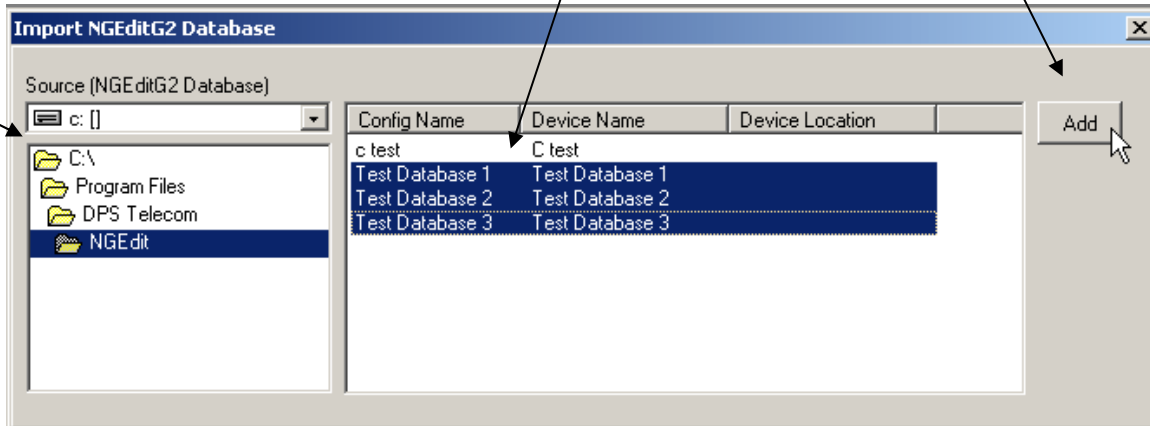 Import NGEditG2 Database
Source (NGEditG2 Database)
c: []
C:\
Program Files
DPS Telecom
NGEdit
Config Name Device Name Device Location
c test C test
Test Database 1 Test Database 1
Test Database 2 Test Database 2
Test Database 3 Test Database 3
Add